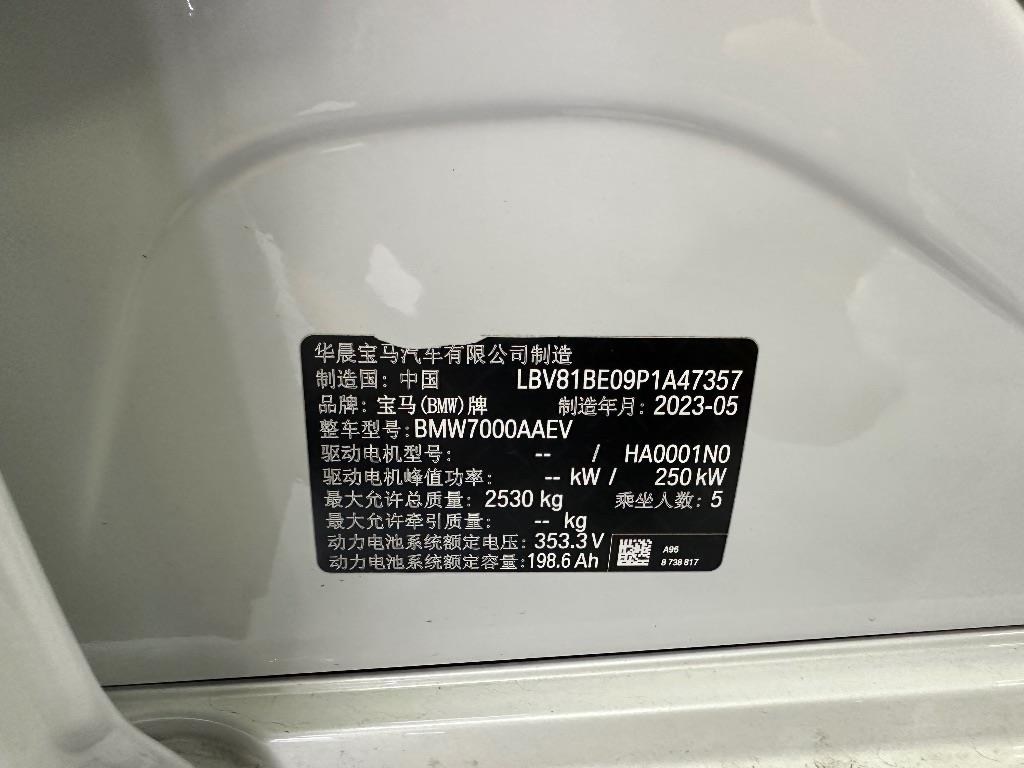 华晨宝马汽车有限公司制造
制造国：中国 LBV81BE09P1A47357
品牌：宝马(BMW)牌 制造年月：2023-05
整车型号：BMW7000AAEV
驱动电机型号： -- / HA0001N0
驱动电机峰值功率： -- kW / 250 kW
最大允许总质量：2530 kg 乘坐人数：5
最大允许牵引质量： -- kg
动力电池系统额定电压：353.3 V
动力电池系统额定容量：198.6 Ah
A96
8 738 817